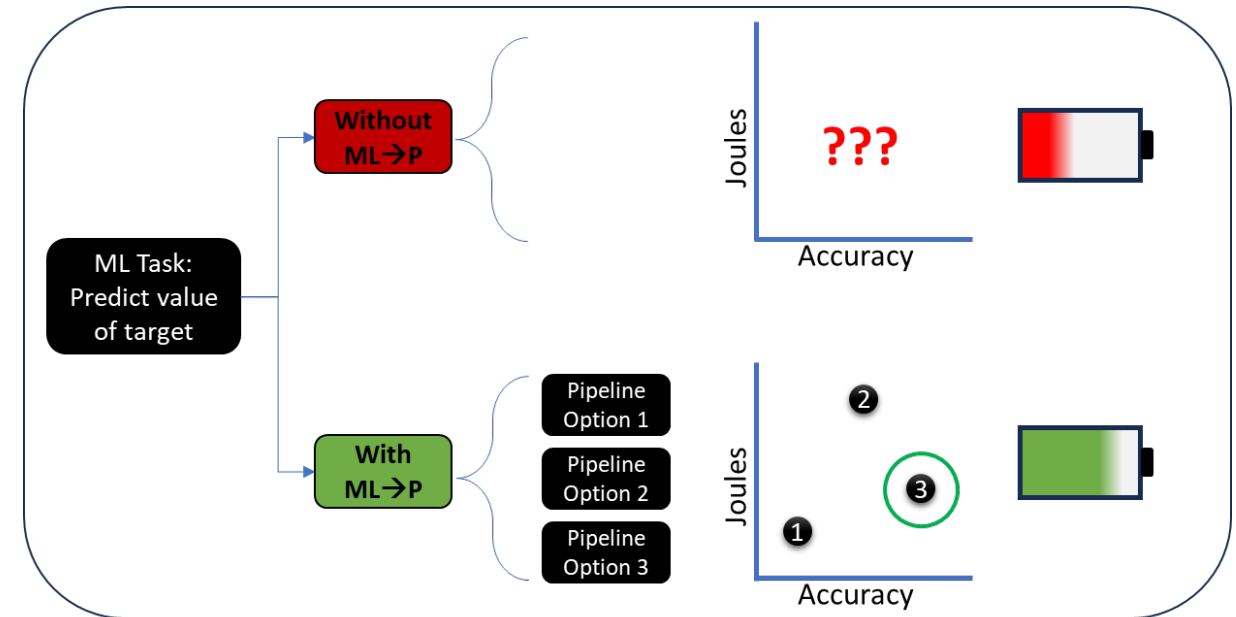 Without
ML→P
Joules
???
Accuracy
ML Task:
Predict value
of target
With
ML→P
Pipeline
Option 1
Pipeline
Option 2
Pipeline
Option 3
Joules
2
3
1
Accuracy